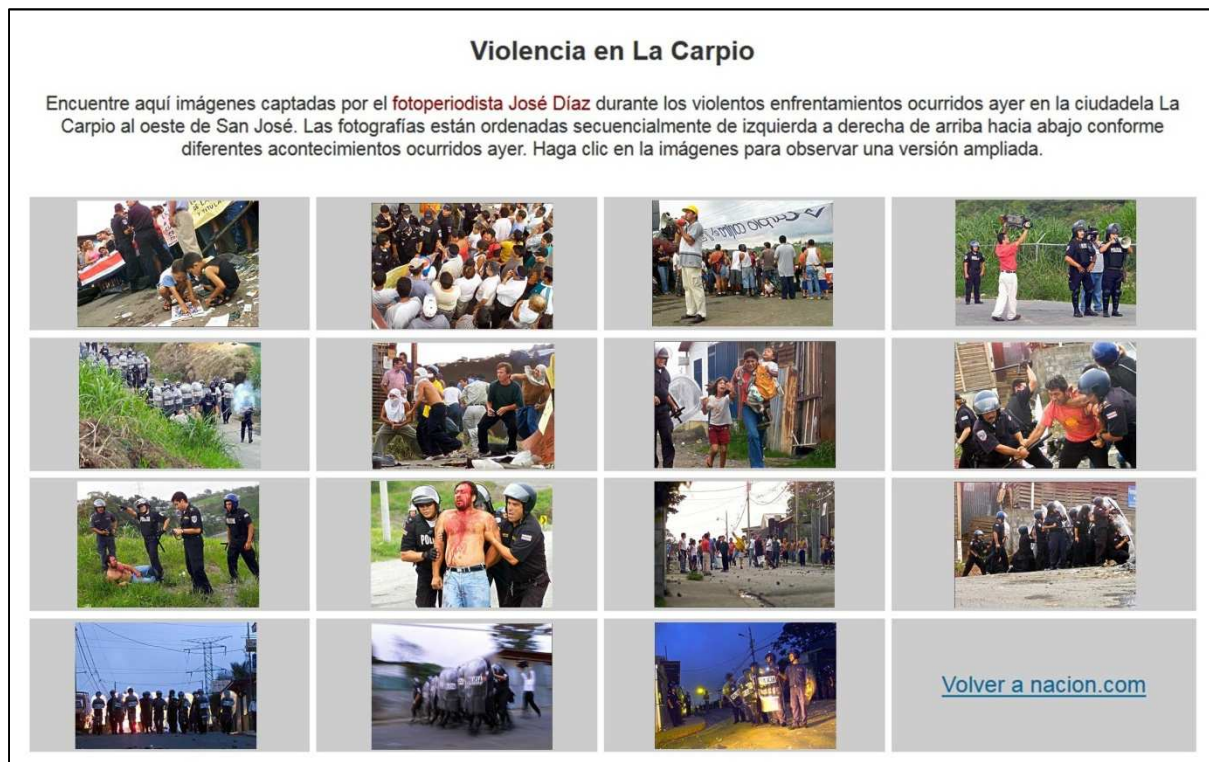 Violencia en La Carpio
Encuentre aquí imágenes captadas por el fotoperiodista José Díaz durante los violentos enfrentamientos ocurridos ayer en la ciudadela La
Carpio al oeste de San José. Las fotografías están ordenadas secuencialmente de izquierda a derecha de arriba hacia abajo conforme
diferentes acontecimientos ocurridos ayer. Haga clic en la imágenes para observar una versión ampliada.
Volver a nacion.com